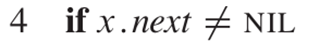 4 if x.next ≠ NIL